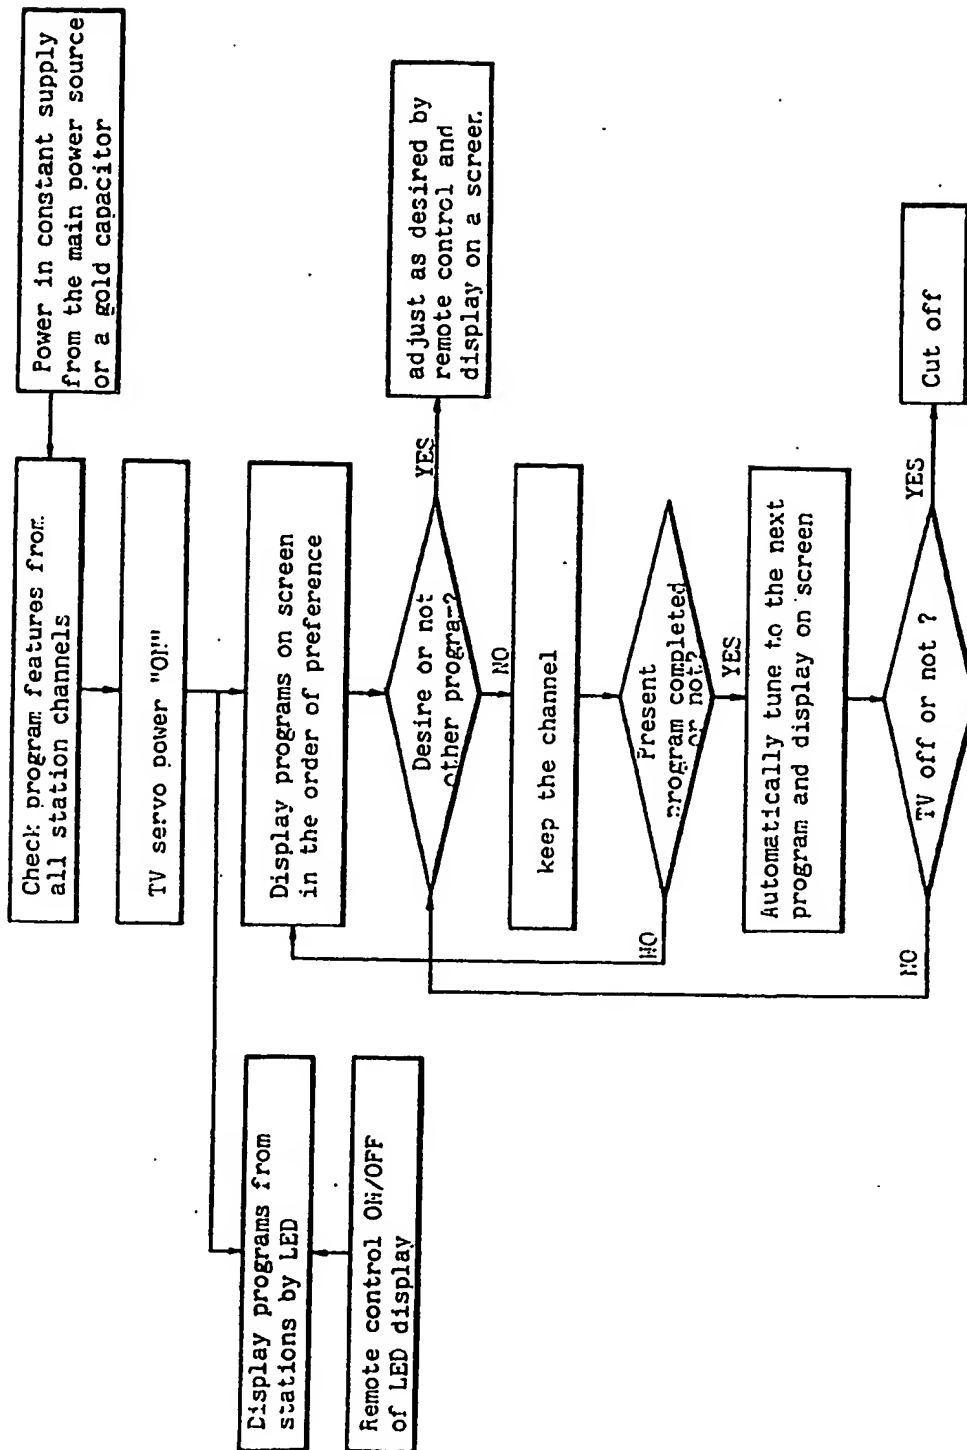 Power in constant supply
from the main power source
or a gold capacitor
Check program features from
all station channels
TV servo power "ON"
Display programs on screen
in the order of preference
Desire or not
other program?
YES
adjust as desired by
remote control and
display on a screen.
NO
keep the channel
Present
program completed
or not?
NO
YES
Automatically tune to the next
program and display on screen
TV off or not ?
NO
YES
Cut off
Display programs from
stations by LED
Remote control ON/OFF
of LED display